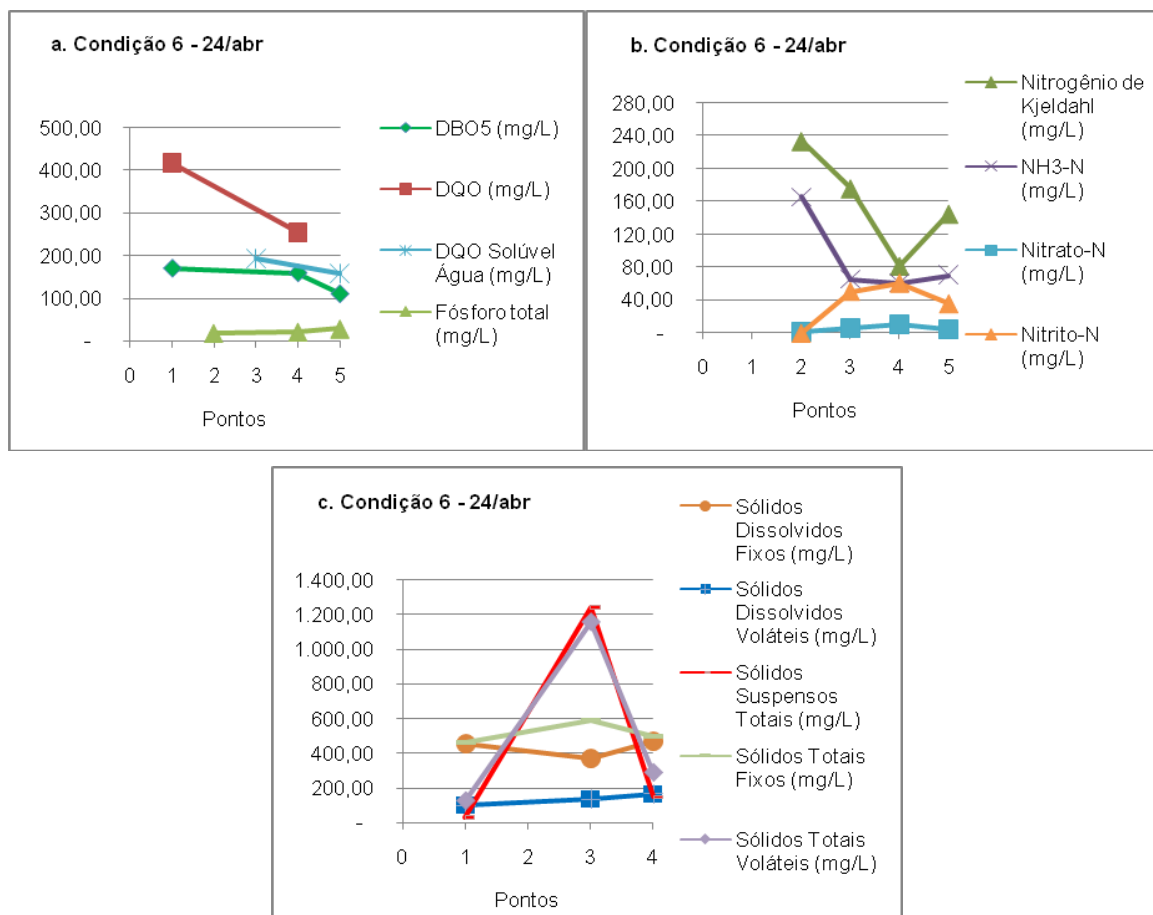 a. Condição 6 - 24/abr
500,00
400,00
300,00
200,00
100,00
-
0 1 2 3 4 5
Pontos
DBO5 (mg/L)
DQO (mg/L)
DQO Solúvel
Água (mg/L)
Fósforo total
(mg/L)
b. Condição 6 - 24/abr
280,00
240,00
200,00
160,00
120,00
80,00
40,00
-
0 1 2 3 4 5
Pontos
Nitrogênio de
Kjeldahl
(mg/L)
NH3-N
(mg/L)
Nitrato-N
(mg/L)
Nitrito-N
(mg/L)
c. Condição 6 - 24/abr
1.400,00
1.200,00
1.000,00
800,00
600,00
400,00
200,00
-
0 1 2 3 4
Pontos
Sólidos
Dissolvidos
Fixos (mg/L)
Sólidos
Dissolvidos
Voláteis (mg/L)
Sólidos
Suspensos
Totais (mg/L)
Sólidos Totais
Fixos (mg/L)
Sólidos Totais
Voláteis (mg/L)